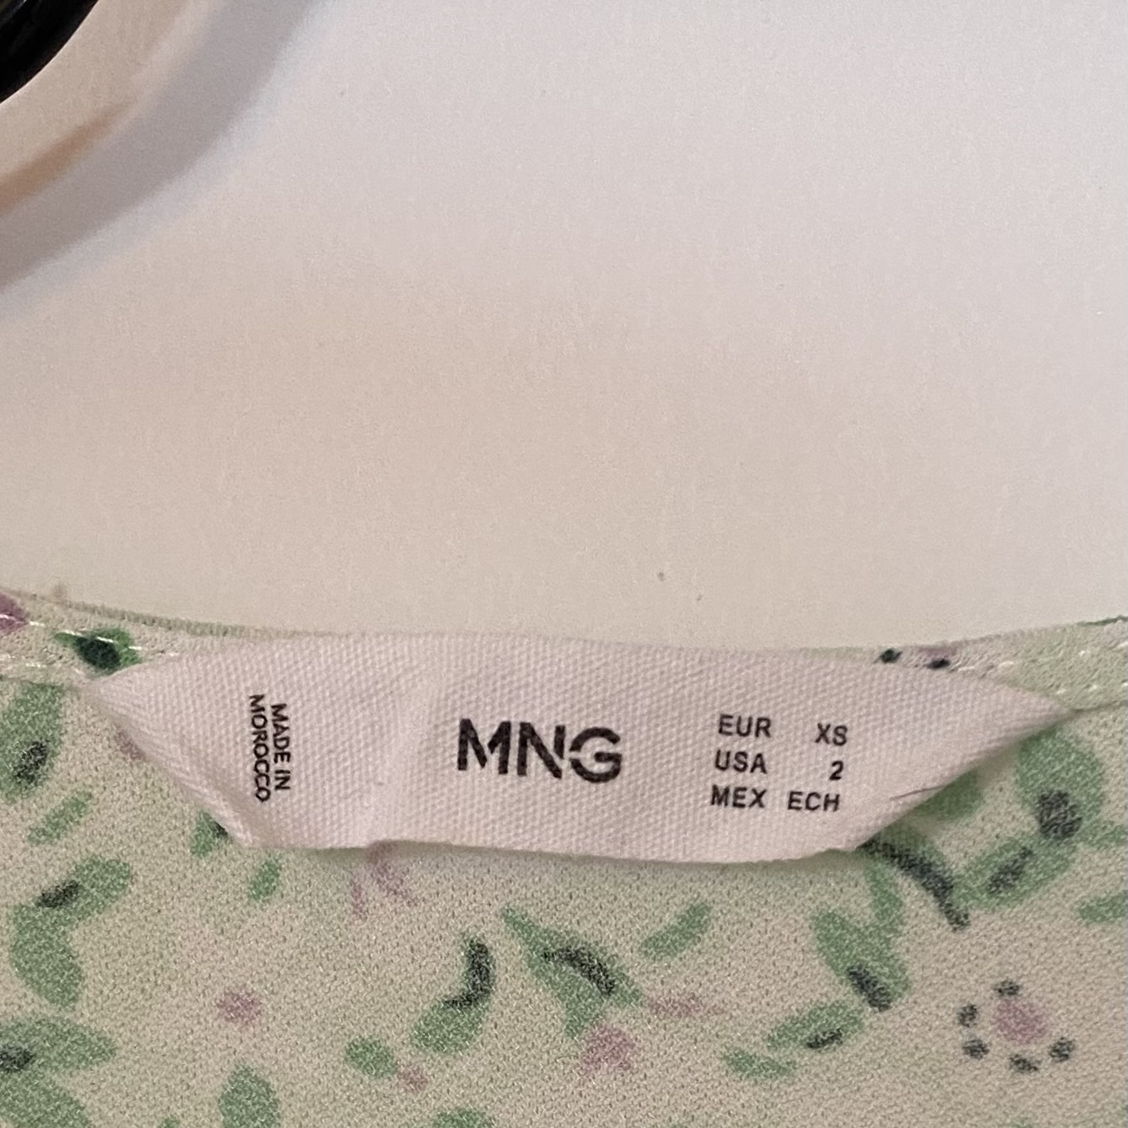 MADE IN
MOROCCO
MNG
EUR XS
USA 2
MEX ECH